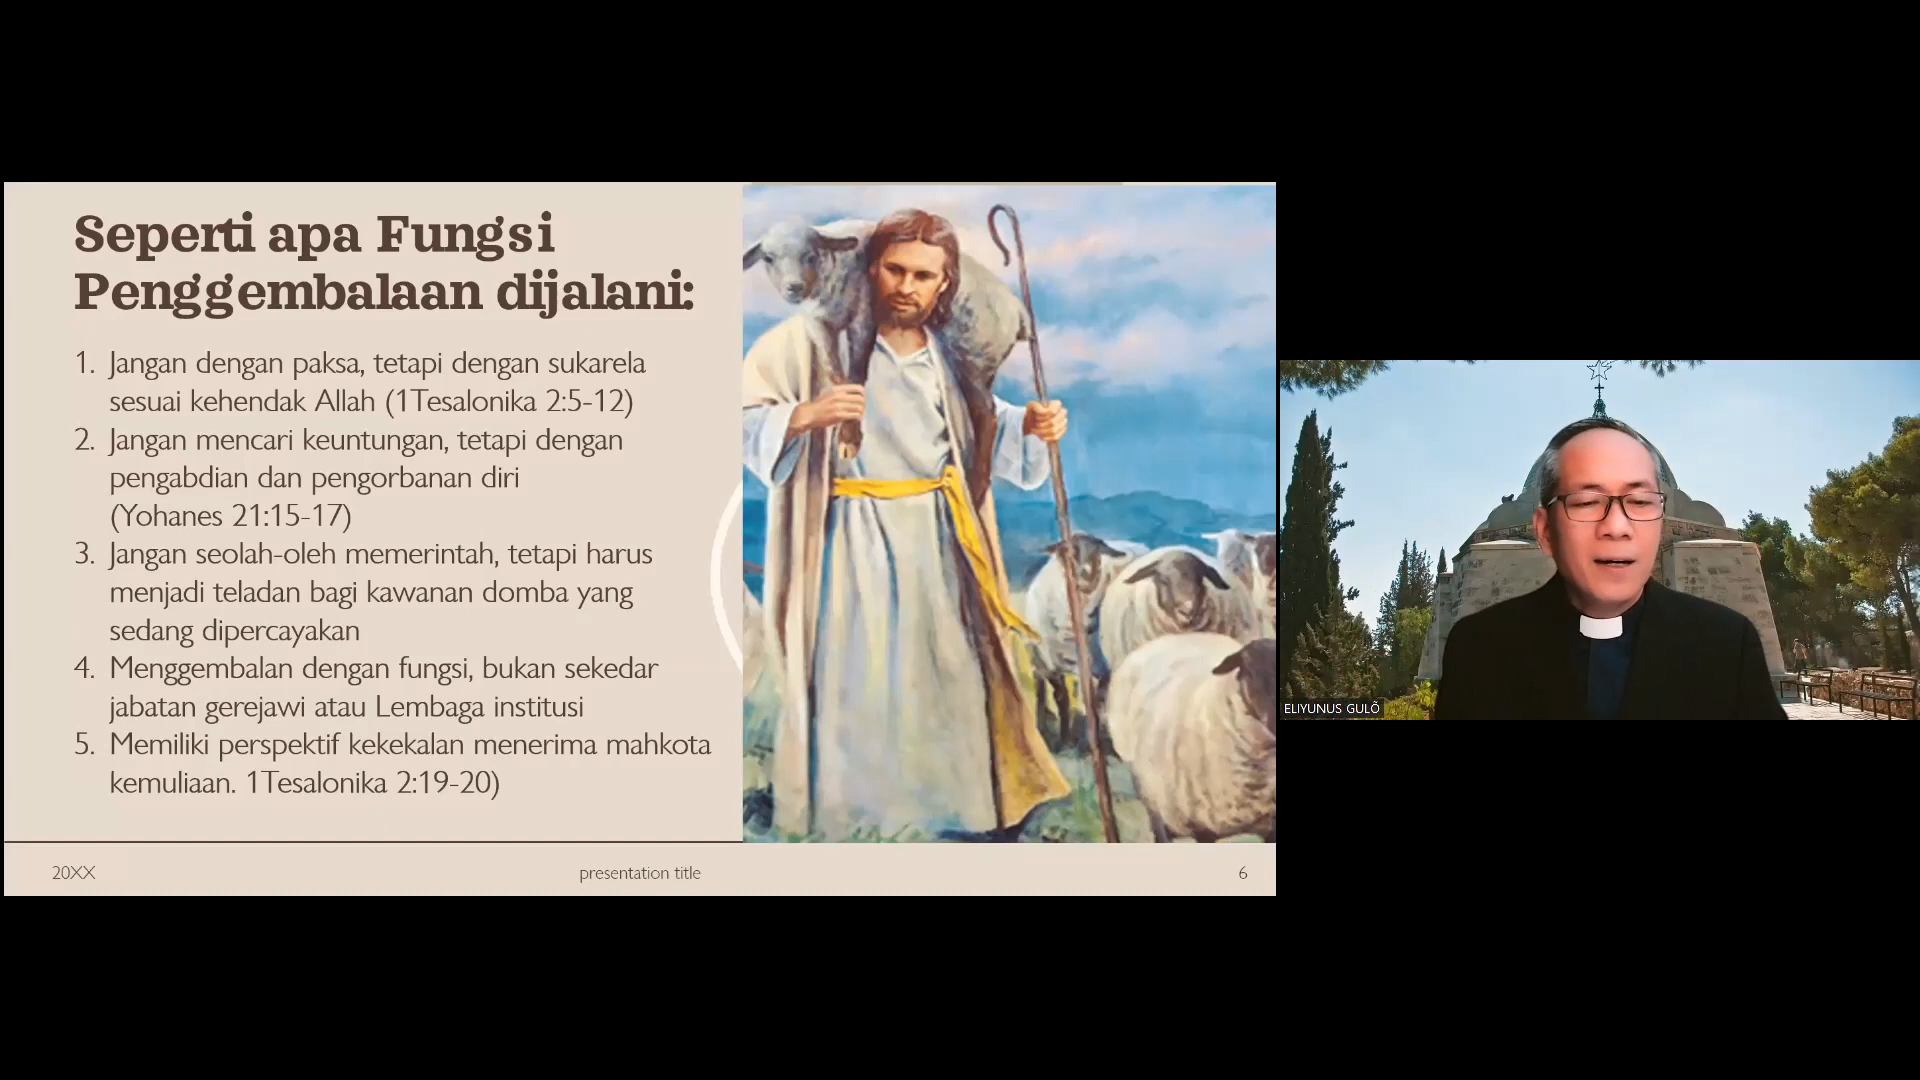 Seperti apa Fungsi
Penggembalaan dijalani:
1. Jangan dengan paksa, tetapi dengan sukarela
sesuai kehendak Allah (1Tesalonika 2:5-12)
2. Jangan mencari keuntungan, tetapi dengan
pengabdian dan pengorbanan diri
(Yohanes 21:15-17)
3. Jangan seolah-oleh memerintah, tetapi harus
menjadi teladan bagi kawanan domba yang
sedang dipercayakan
4. Menggembalan dengan fungsi, bukan sekedar
jabatan gerejawi atau Lembaga institusi
5. Memiliki perspektif kekekalan menerima mahkota
kemuliaan. 1Tesalonika 2:19-20)
20XX
presentation title
6
ELIYUNUS GULÕ